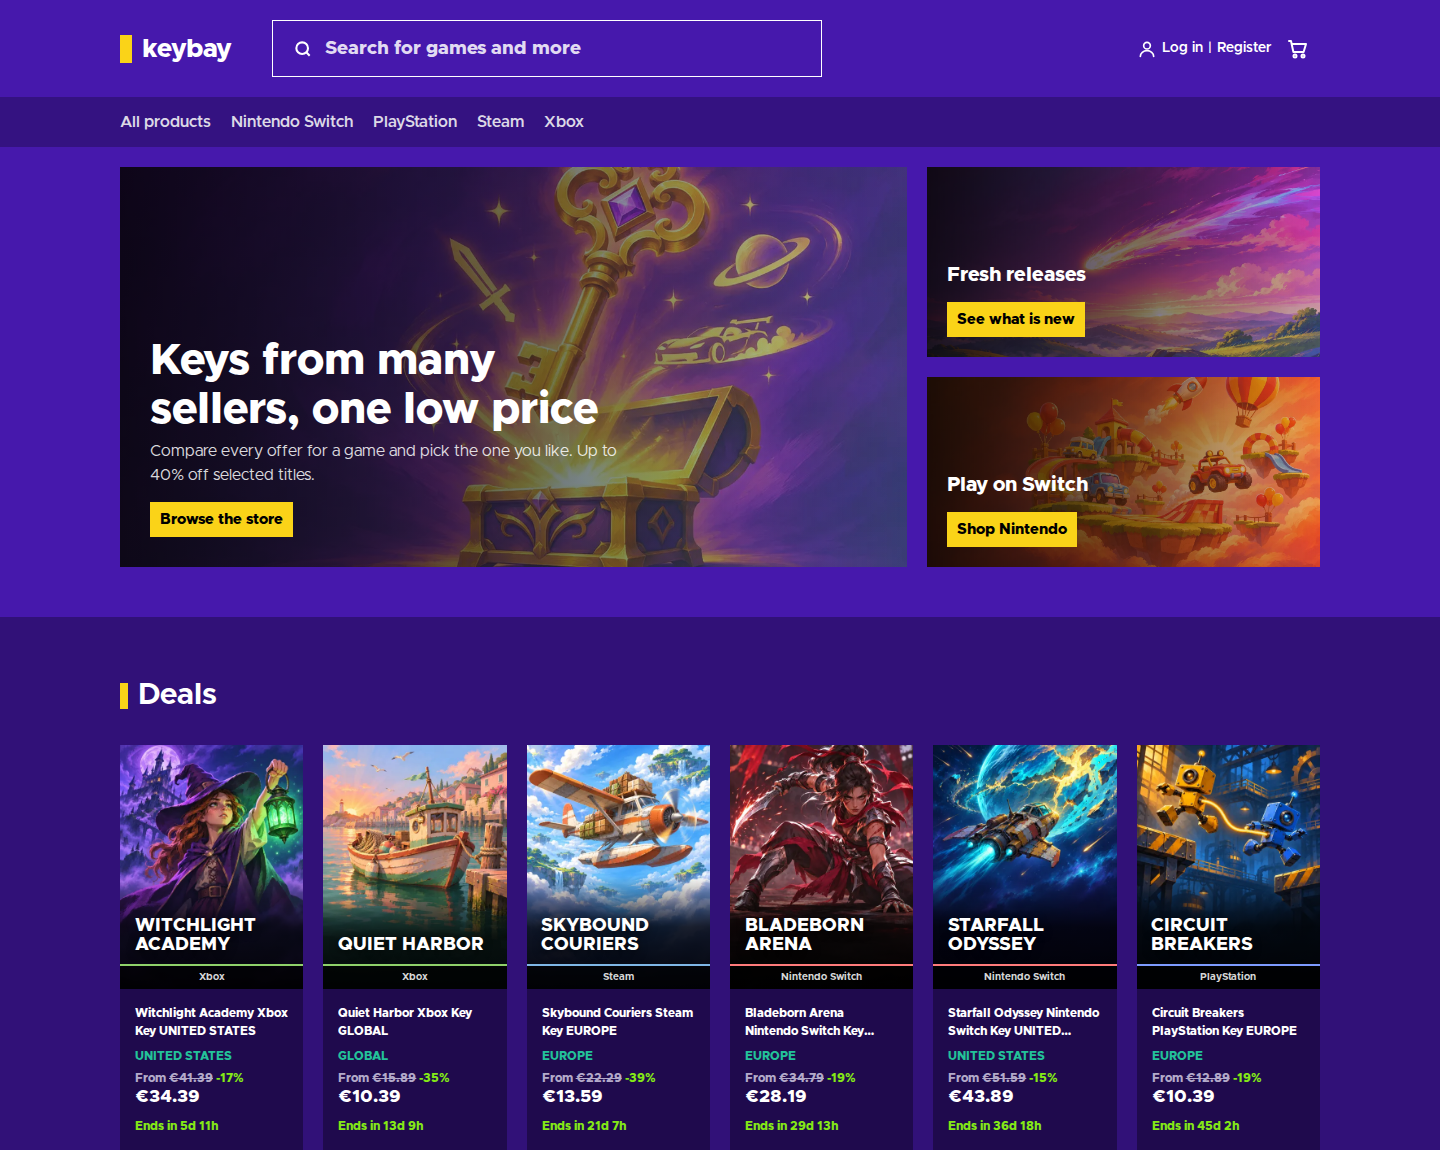 keybay
Search for games and more
Log in | Register
All products
Nintendo Switch
PlayStation
Steam
Xbox
Keys from many
sellers, one low price
Compare every offer for a game and pick the one you like. Up to
40% off selected titles.
Browse the store
Fresh releases
See what is new
Play on Switch
Shop Nintendo
Deals
WITCHLIGHT
ACADEMY
Xbox
Witchlight Academy Xbox
Key UNITED STATES
UNITED STATES
From €41.39 -17%
€34.39
Ends in 5d 11h
QUIET HARBOR
Xbox
Quiet Harbor Xbox Key
GLOBAL
GLOBAL
From €15.89 -35%
€10.39
Ends in 13d 9h
SKYBOUND
COURIERS
Steam
Skybound Couriers Steam
Key EUROPE
EUROPE
From €22.29 -39%
€13.59
Ends in 21d 7h
BLADEBORN
ARENA
Nintendo Switch
Bladeborn Arena
Nintendo Switch Key...
EUROPE
From €34.79 -19%
€28.19
Ends in 29d 13h
STARFALL
ODYSSEY
Nintendo Switch
Starfall Odyssey Nintendo
Switch Key UNITED...
UNITED STATES
From €51.59 -15%
€43.89
Ends in 36d 18h
CIRCUIT
BREAKERS
PlayStation
Circuit Breakers
PlayStation Key EUROPE
EUROPE
From €12.89 -19%
€10.39
Ends in 45d 2h